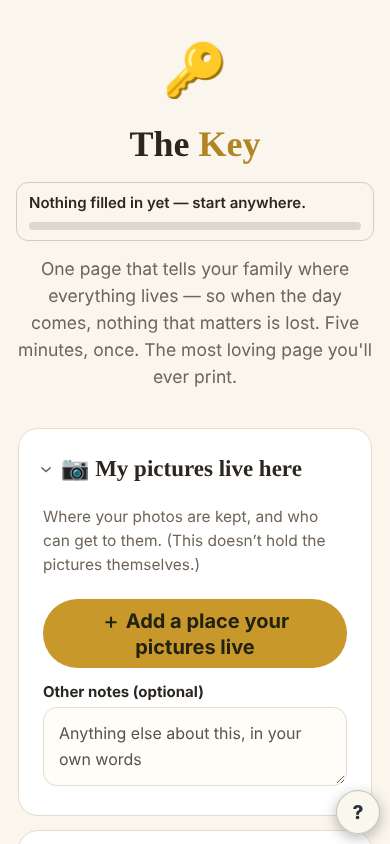 The Key
Nothing filled in yet — start anywhere.
One page that tells your family where
everything lives — so when the day
comes, nothing that matters is lost. Five
minutes, once. The most loving page you'll
ever print.
My pictures live here
Where your photos are kept, and who
can get to them. (This doesn’t hold the
pictures themselves.)
+ Add a place your
pictures live
Other notes (optional)
Anything else about this, in your
own words
?